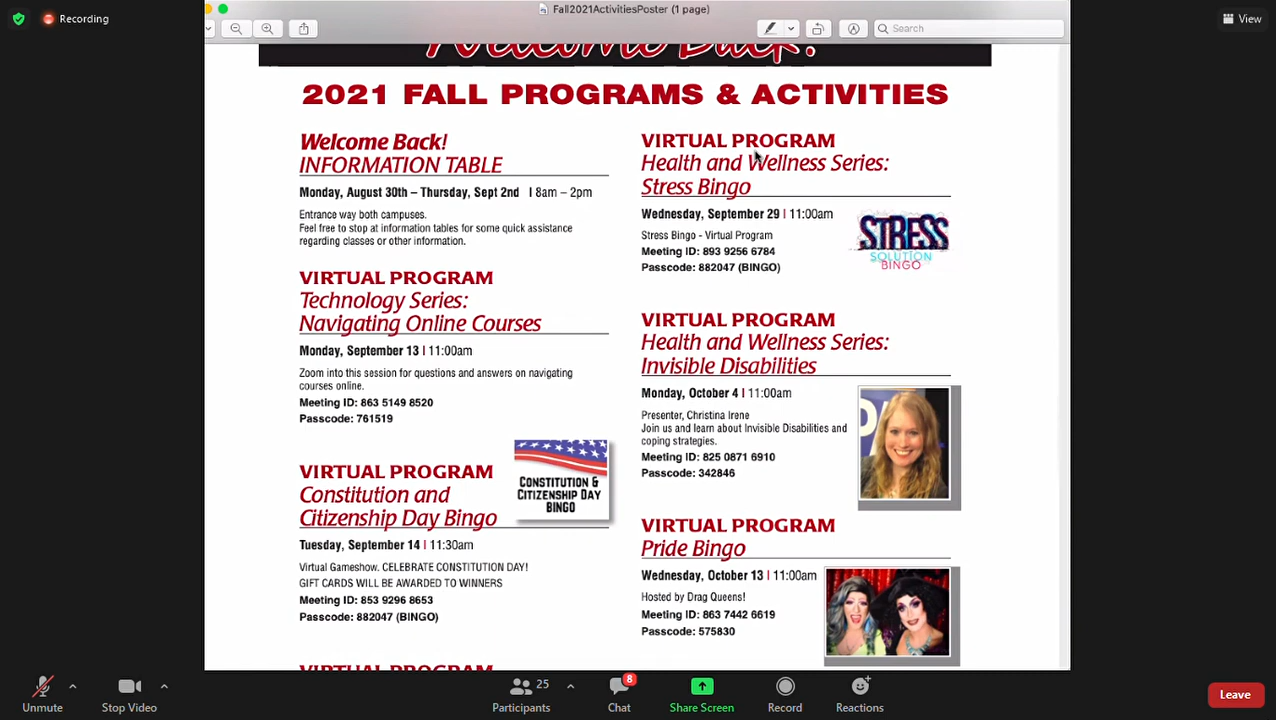 Recording
Fall2021ActivitiesPoster (1 page)
View
Search
Welcome Back!
2021 FALL PROGRAMS & ACTIVITIES
Welcome Back!
INFORMATION TABLE
Monday, August 30th – Thursday, Sept 2nd | 8am – 2pm
Entrance way both campuses.
Feel free to stop at information tables for some quick assistance
regarding classes or other information.
VIRTUAL PROGRAM
Technology Series:
Navigating Online Courses
Monday, September 13 | 11:00am
Zoom into this session for questions and answers on navigating
courses online.
Meeting ID: 863 5149 8520
Passcode: 761519
VIRTUAL PROGRAM
Constitution and
Citizenship Day Bingo
CONSTITUTION &
CITIZENSHIP DAY
BINGO
Tuesday, September 14 | 11:30am
Virtual Gameshow. CELEBRATE CONSTITUTION DAY!
GIFT CARDS WILL BE AWARDED TO WINNERS
Meeting ID: 853 9296 8653
Passcode: 882047 (BINGO)
VIRTUAL PROGRAM
VIRTUAL PROGRAM
Health and Wellness Series:
Stress Bingo
Wednesday, September 29 | 11:00am
Stress Bingo - Virtual Program
Meeting ID: 893 9256 6784
Passcode: 882047 (BINGO)
STRESS
SOLUTION
BINGO
VIRTUAL PROGRAM
Health and Wellness Series:
Invisible Disabilities
Monday, October 4 | 11:00am
Presenter, Christina Irene
Join us and learn about Invisible Disabilities and
coping strategies.
Meeting ID: 825 0871 6910
Passcode: 342846
VIRTUAL PROGRAM
Pride Bingo
Wednesday, October 13 | 11:00am
Hosted by Drag Queens!
Meeting ID: 863 7442 6619
Passcode: 575830
Unmute
Stop Video
25
Participants
8
Chat
Share Screen
Record
Reactions
Leave